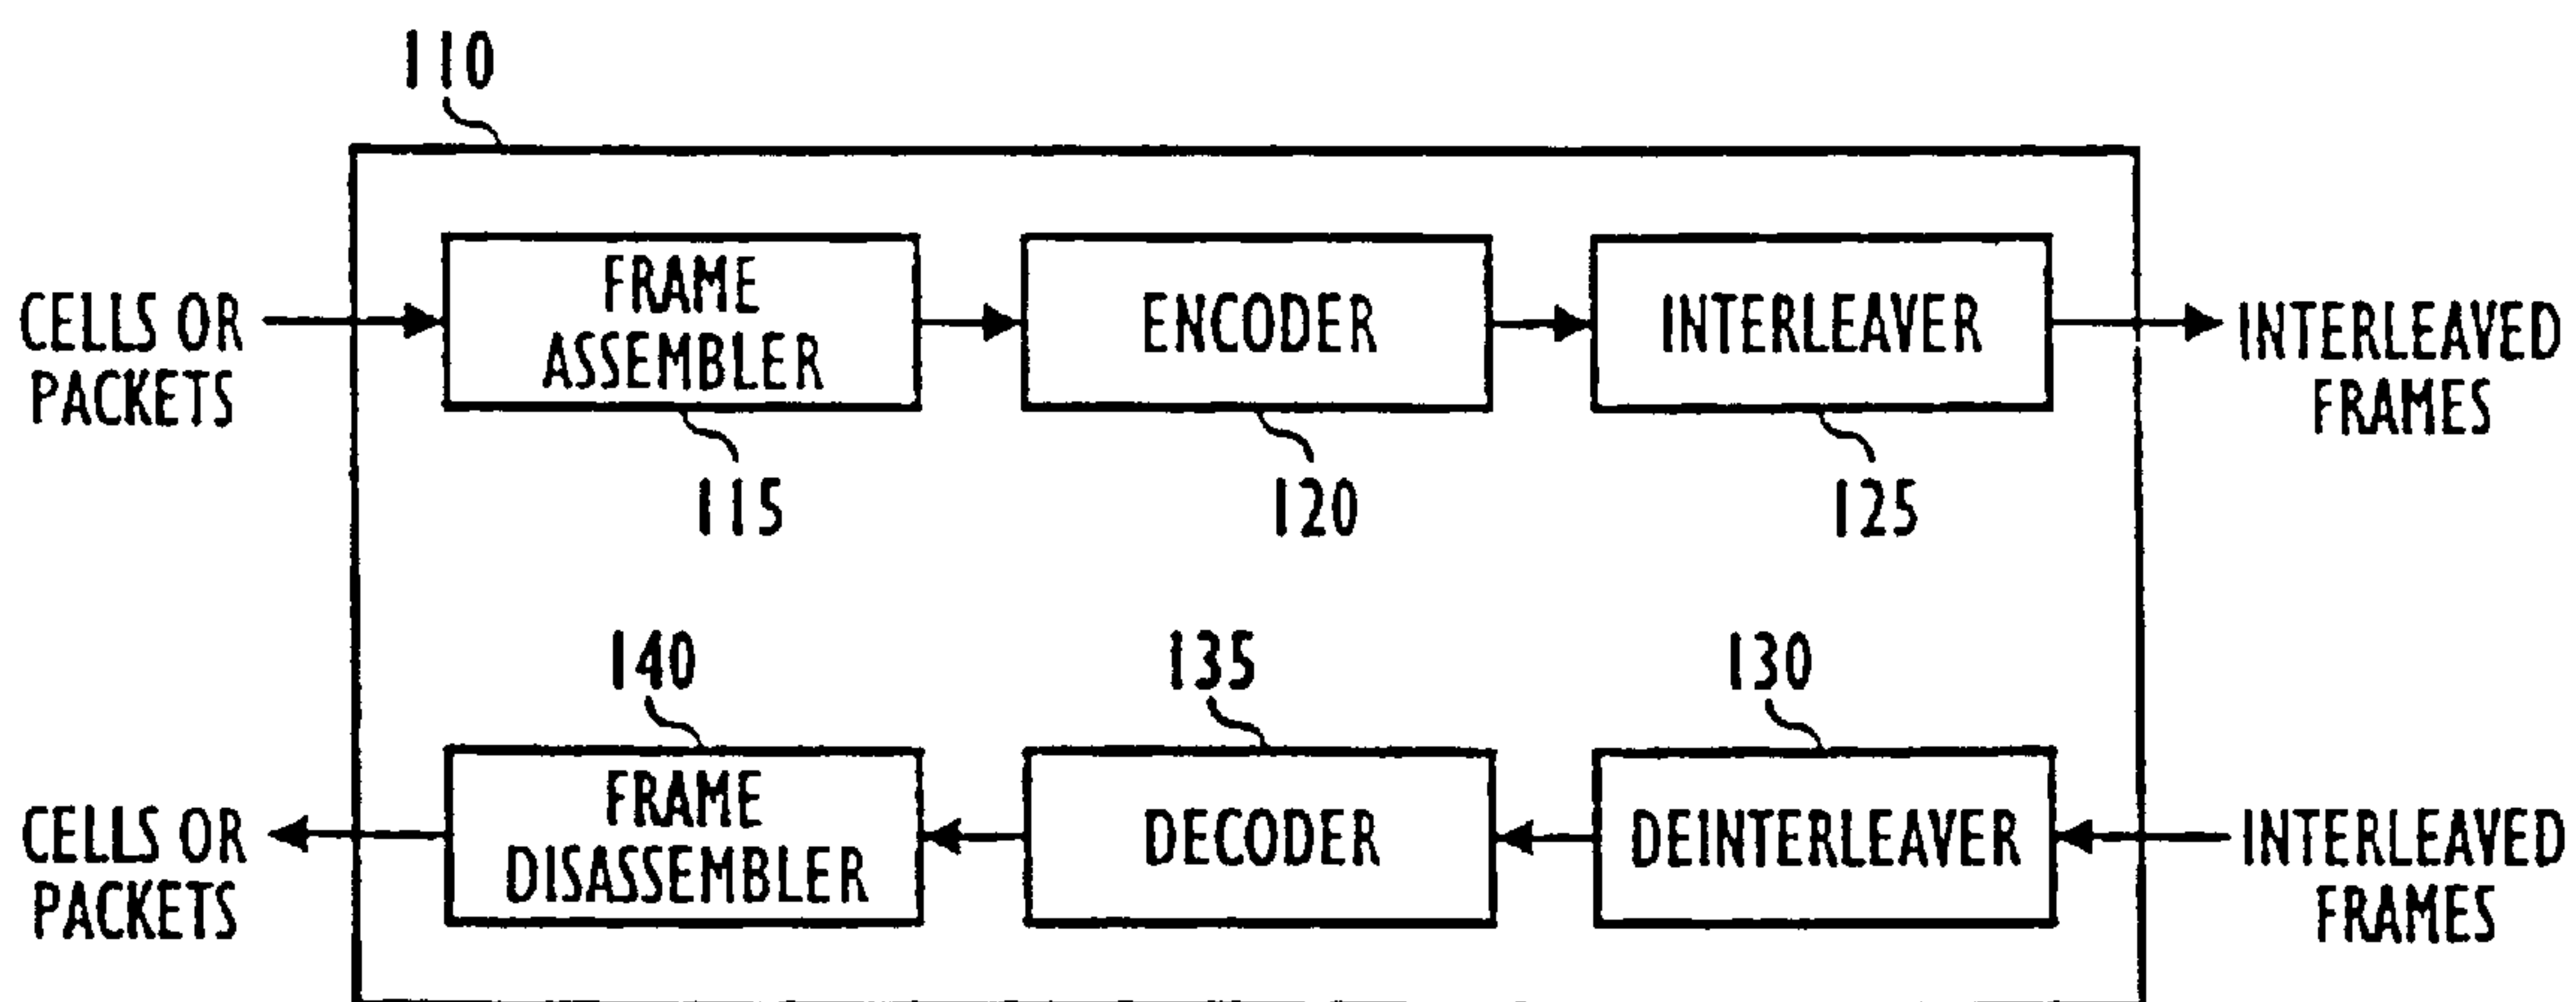 110
CELLS OR
PACKETS
FRAME
ASSEMBLER
ENCODER
INTERLEAVER
INTERLEAVED
FRAMES
115
120
125
140
135
130
CELLS OR
PACKETS
FRAME
DISASSEMBLER
DECODER
DEINTERLEAVER
INTERLEAVED
FRAMES